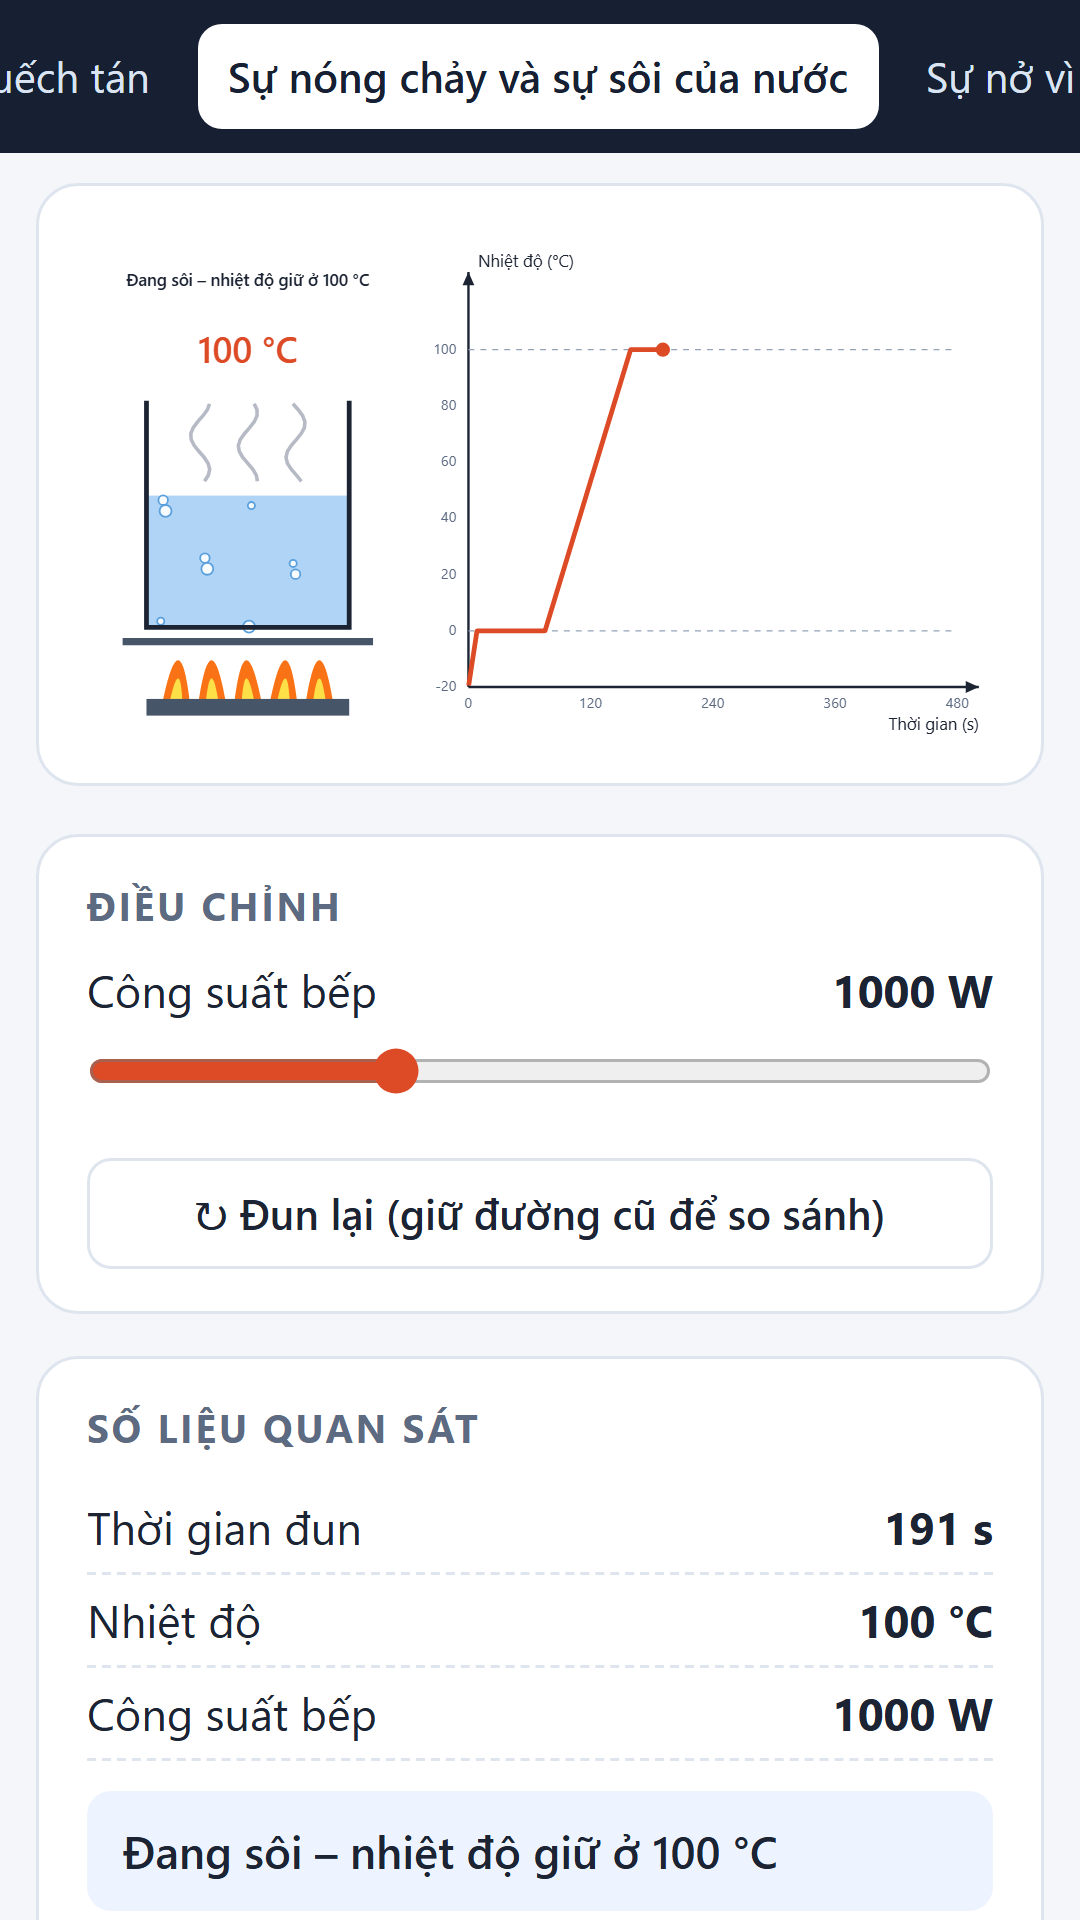 uếch tán
Sự nóng chảy và sự sôi của nước
Sự nở vì
Đang sôi – nhiệt độ giữ ở 100 °C
100 °C
Nhiệt độ (°C)
100
80
60
40
20
0
-20
0
120
240
360
480
Thời gian (s)
ĐIỀU CHỈNH
Công suất bếp 1000 W
↻ Đun lại (giữ đường cũ để so sánh)
SỐ LIỆU QUAN SÁT
Thời gian đun 191 s
Nhiệt độ 100 °C
Công suất bếp 1000 W
Đang sôi – nhiệt độ giữ ở 100 °C